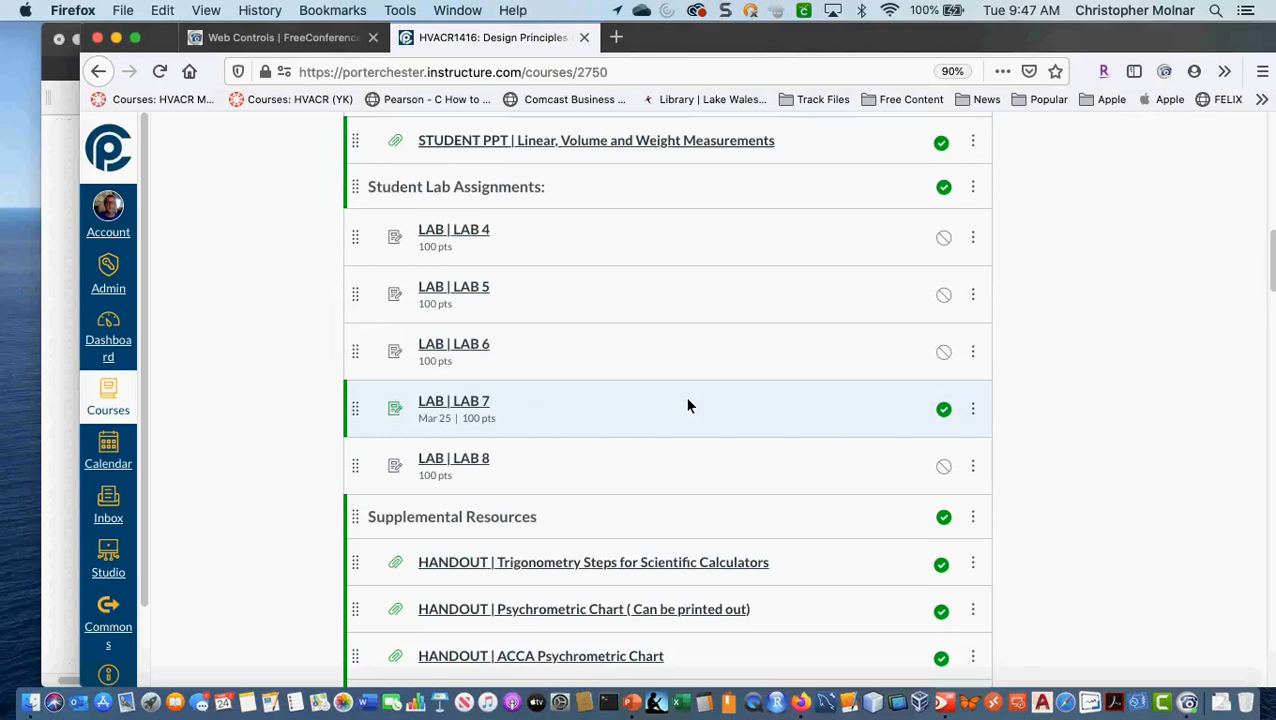 Firefox File Edit View History Bookmarks Tools Window Help 100% Tue 9:47 AM Christopher Molnar
Web Controls | FreeConference HVACR1416: Design Principles
https://porterchester.instructure.com/courses/2750 90%
Courses: HVACR M... Courses: HVACR (YK) Pearson - C How to ... Comcast Business ... Library | Lake Wales... Track Files Free Content News Popular Apple Apple FELIX
STUDENT PPT | Linear, Volume and Weight Measurements
Student Lab Assignments:
LAB | LAB 4
100 pts
LAB | LAB 5
100 pts
LAB | LAB 6
100 pts
LAB | LAB 7
Mar 25 | 100 pts
LAB | LAB 8
100 pts
Supplemental Resources
HANDOUT | Trigonometry Steps for Scientific Calculators
HANDOUT | Psychrometric Chart ( Can be printed out)
HANDOUT | ACCA Psychrometric Chart
Account
Admin
Dashboa
rd
Courses
Calendar
Inbox
Studio
Common
s